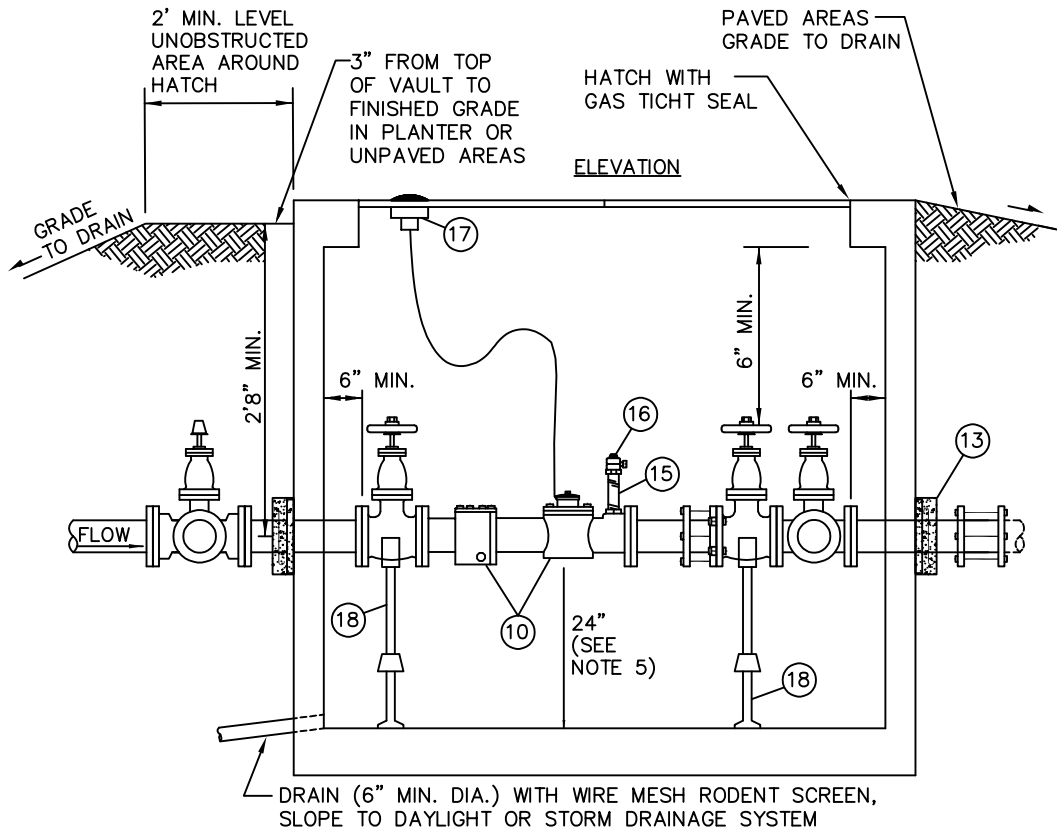 2' MIN. LEVEL
UNOBSTRUCTED
AREA AROUND
HATCH
3" FROM TOP
OF VAULT TO
FINISHED GRADE
IN PLANTER OR
UNPAVED AREAS
PAVED AREAS
GRADE TO DRAIN
HATCH WITH
GAS TICHT SEAL
ELEVATION
GRADE
TO DRAIN
17
2'8" MIN.
6" MIN.
6" MIN.
6" MIN.
16
15
13
FLOW
18
10
24"
(SEE
NOTE 5)
18
DRAIN (6" MIN. DIA.) WITH WIRE MESH RODENT SCREEN,
SLOPE TO DAYLIGHT OR STORM DRAINAGE SYSTEM